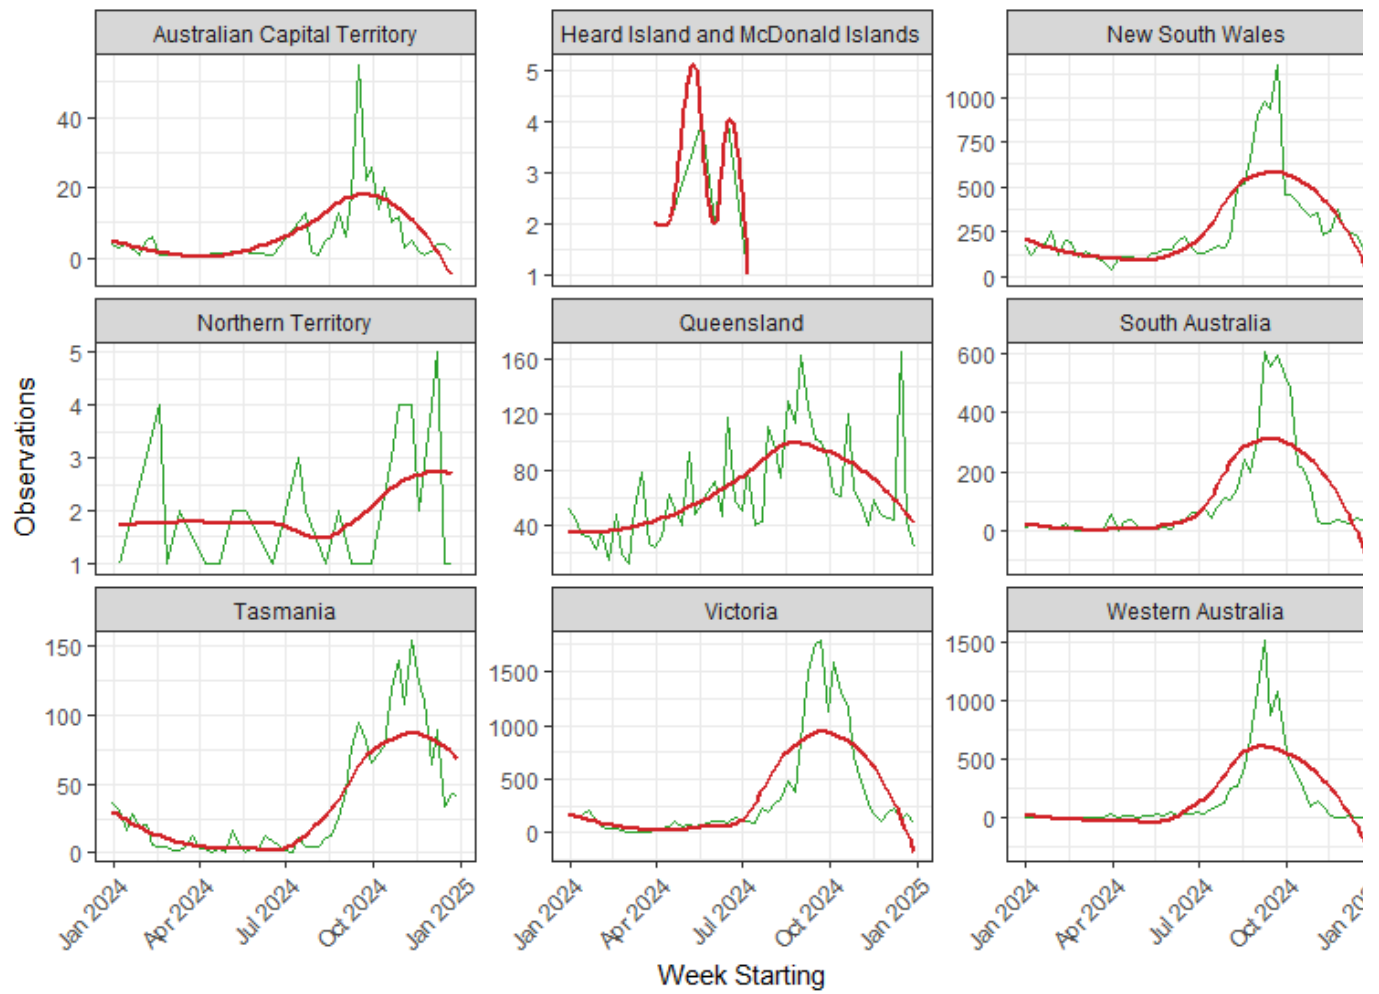 Australian Capital Territory
Heard Island and McDonald Islands
New South Wales
40
20
0
5
4
3
2
1
1000
750
500
250
0
Northern Territory
Queensland
South Australia
5
4
3
2
1
160
120
80
40
600
400
200
0
Observations
Tasmania
Victoria
Western Australia
150
100
50
0
1500
1000
500
0
1500
1000
500
0
Jan 2024
Apr 2024
Jul 2024
Oct 2024
Jan 2025
Jan 2024
Apr 2024
Jul 2024
Oct 2024
Jan 2025
Jan 2024
Apr 2024
Jul 2024
Oct 2024
Jan 20
Week Starting